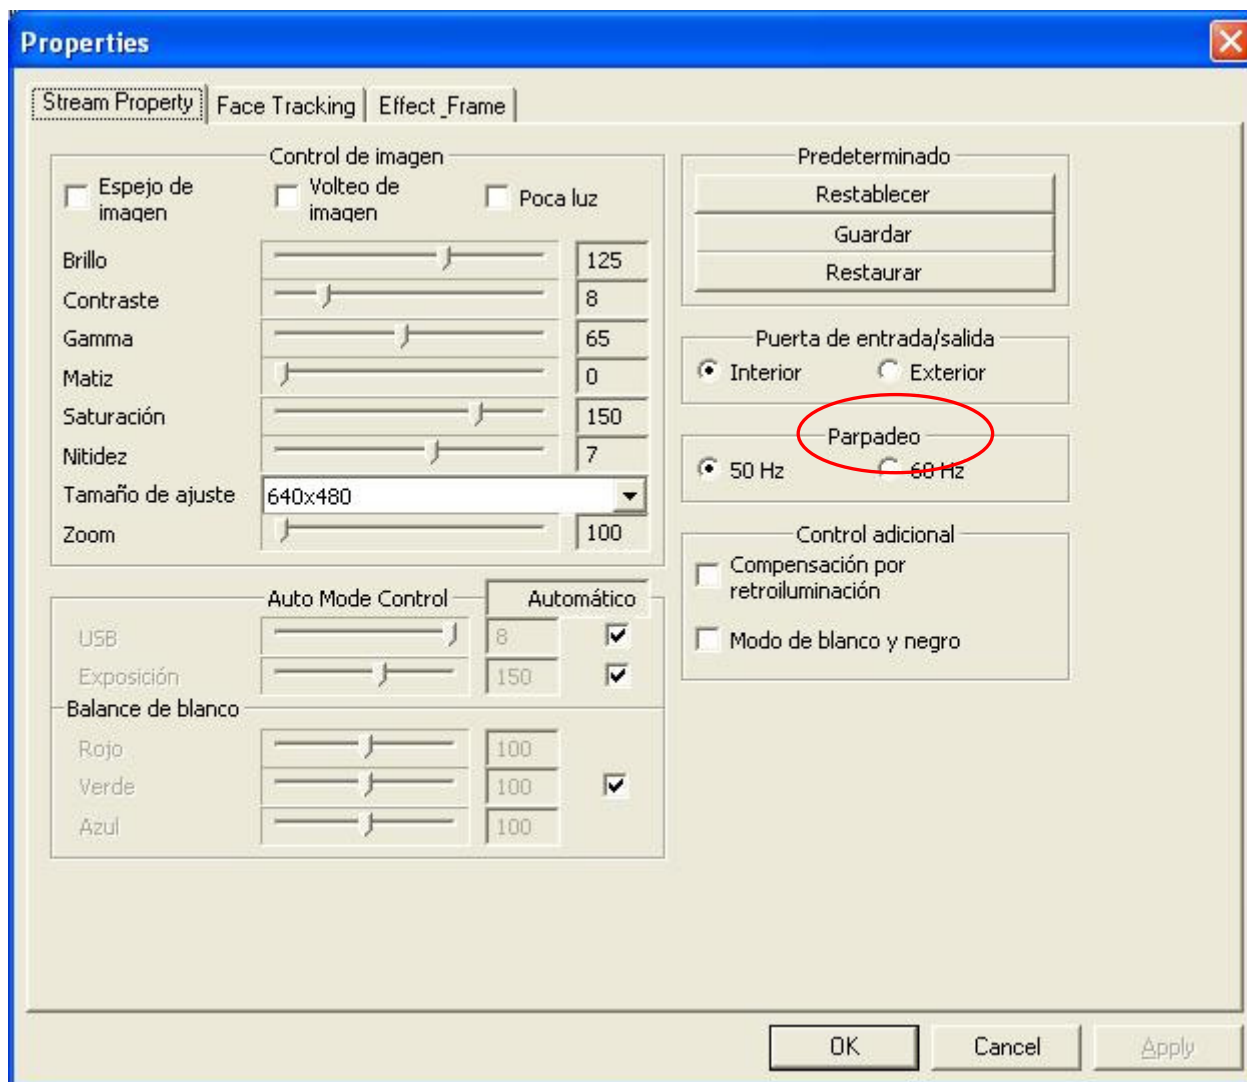 Properties
Stream Property Face Tracking Effect_Frame
Control de imagen
Espejo de
imagen
Volteo de
imagen
Poca luz
Brillo 125
Contraste 8
Gamma 65
Matiz 0
Saturación 150
Nitidez 7
Tamaño de ajuste 640x480
Zoom 100
Auto Mode Control Automático
USB 8
Exposición 150
Balance de blanco
Rojo 100
Verde 100
Azul 100
Predeterminado
Restablecer
Guardar
Restaurar
Puerta de entrada/salida
Interior Exterior
Parpadeo
50 Hz 60 Hz
Control adicional
Compensación por
retroiluminación
Modo de blanco y negro
OK Cancel Apply